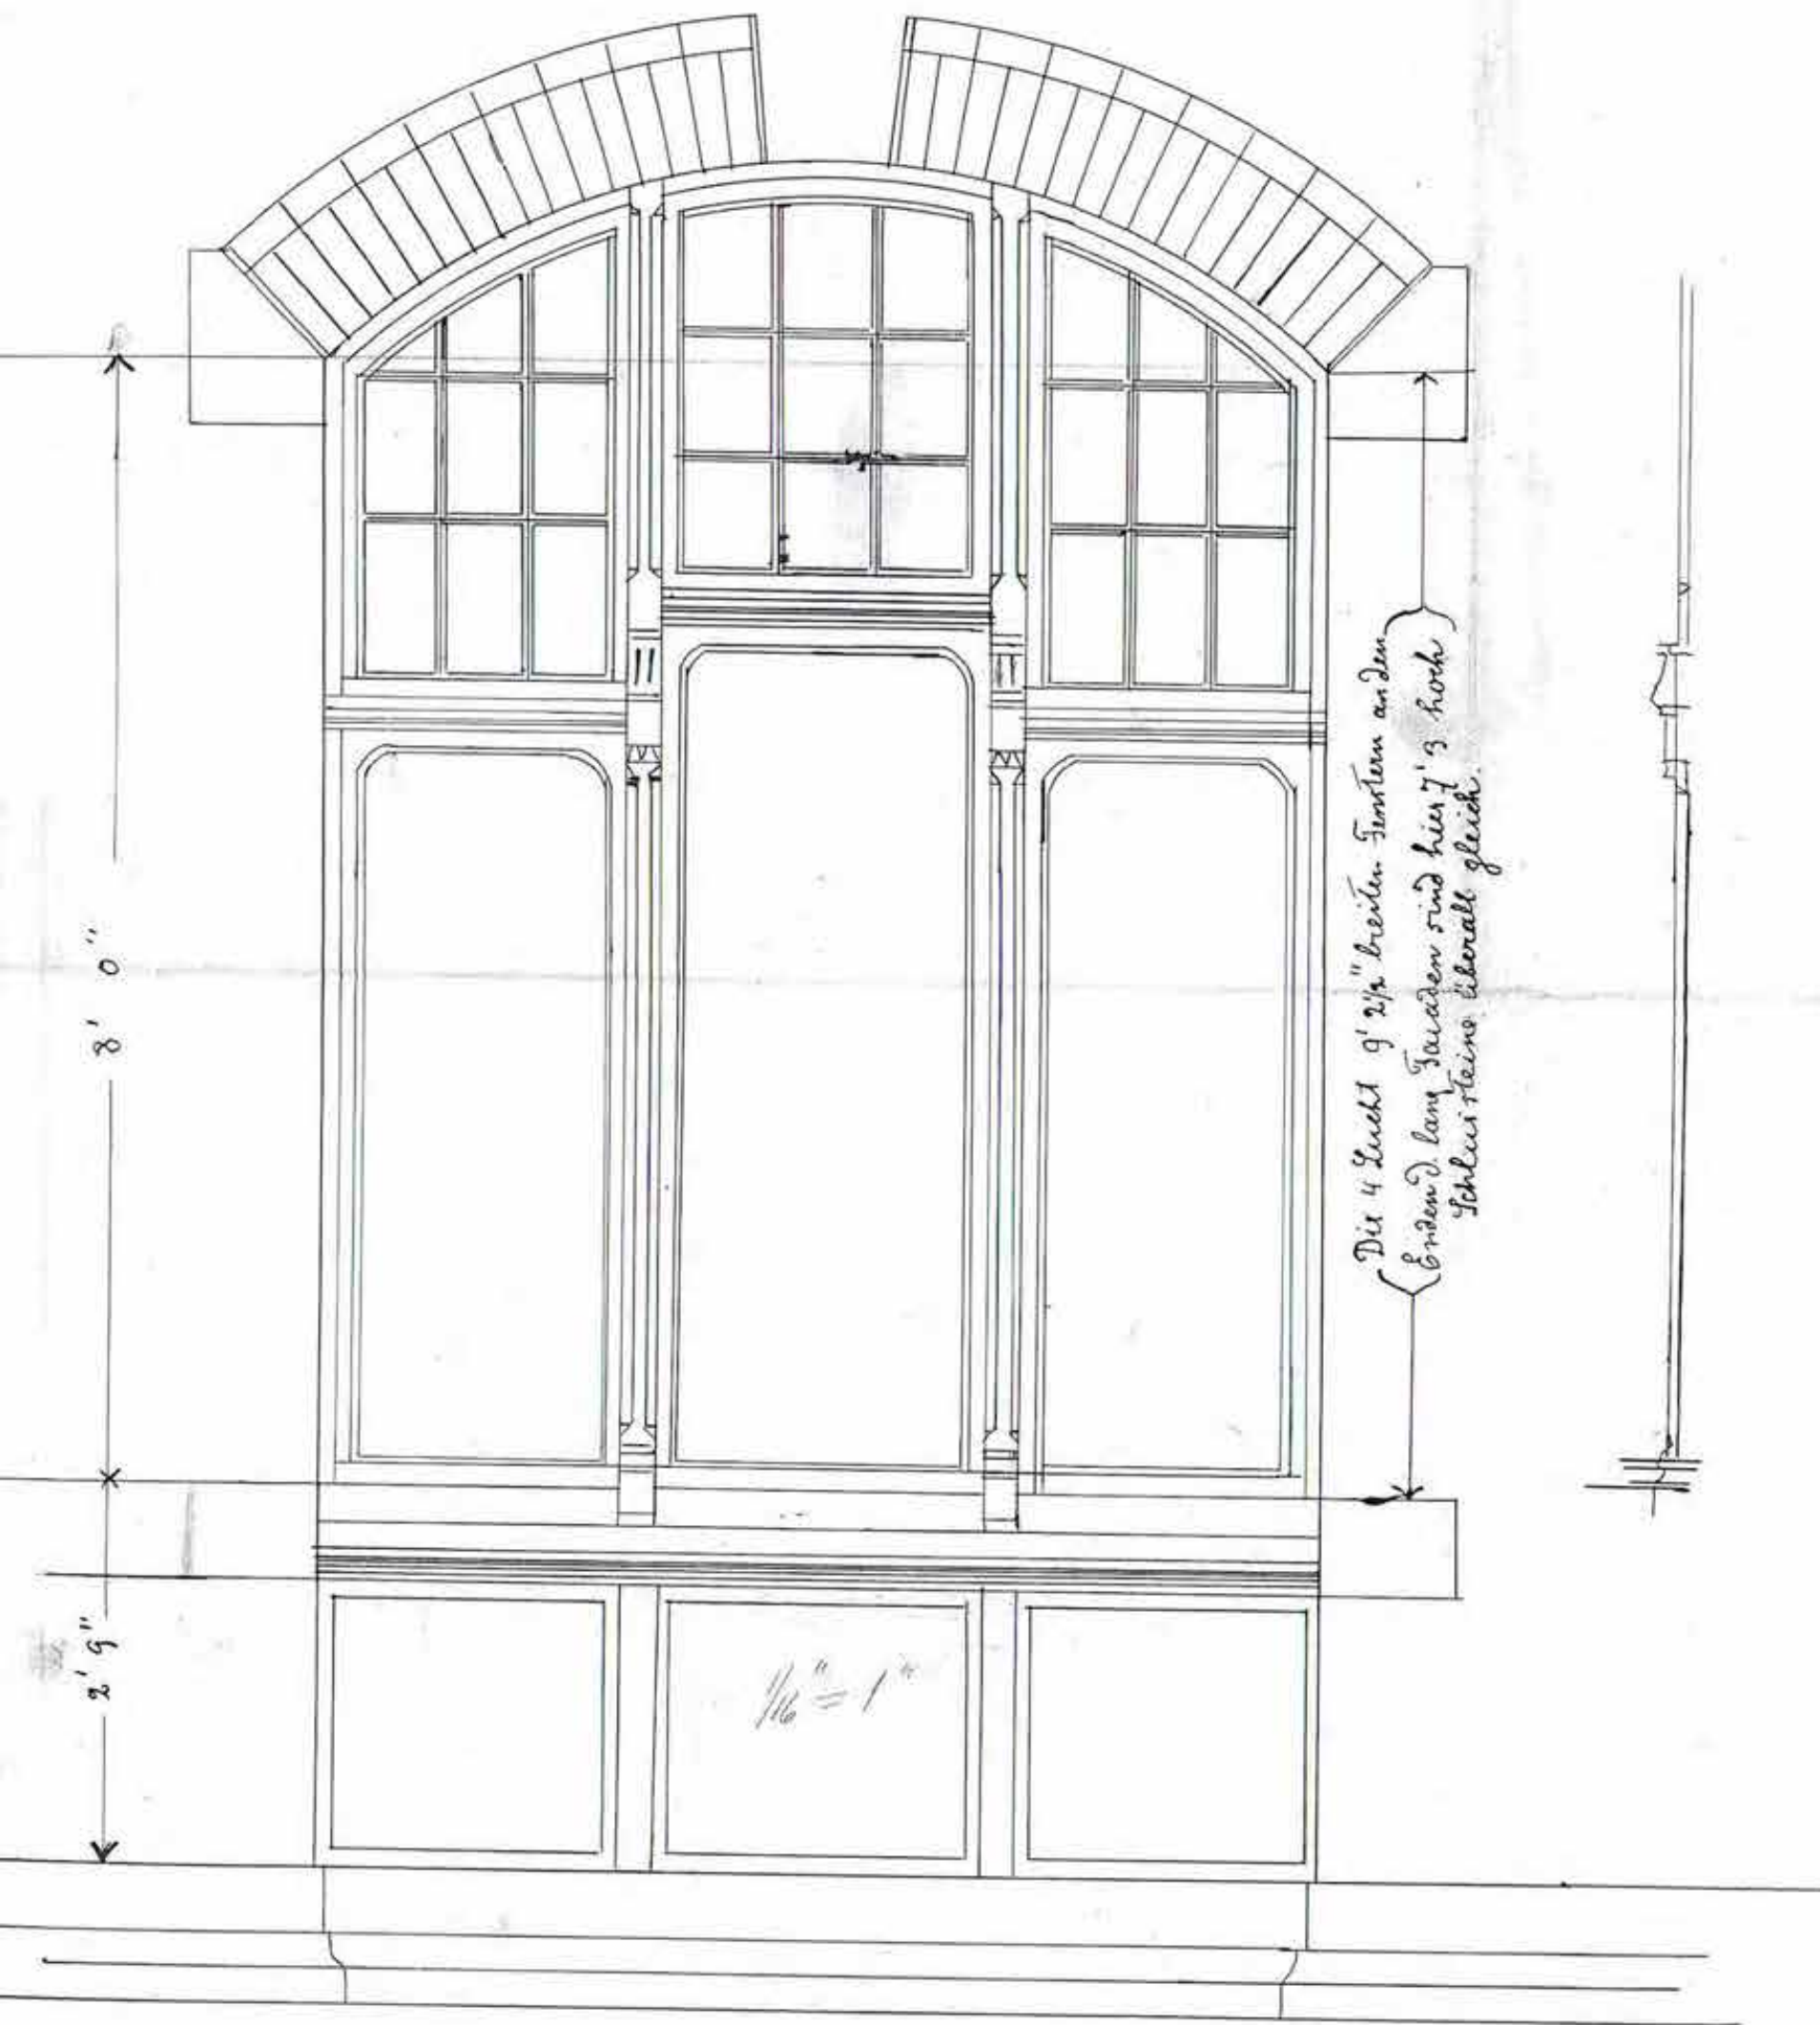 8' 0"
2' 9"
1/16" = 1"
Die 4 Lucht 9' 2½" breiten Fenstern an den
Enden d. lang Facaden sind hier 7' 3 hoch
Schlussteine überall gleich.